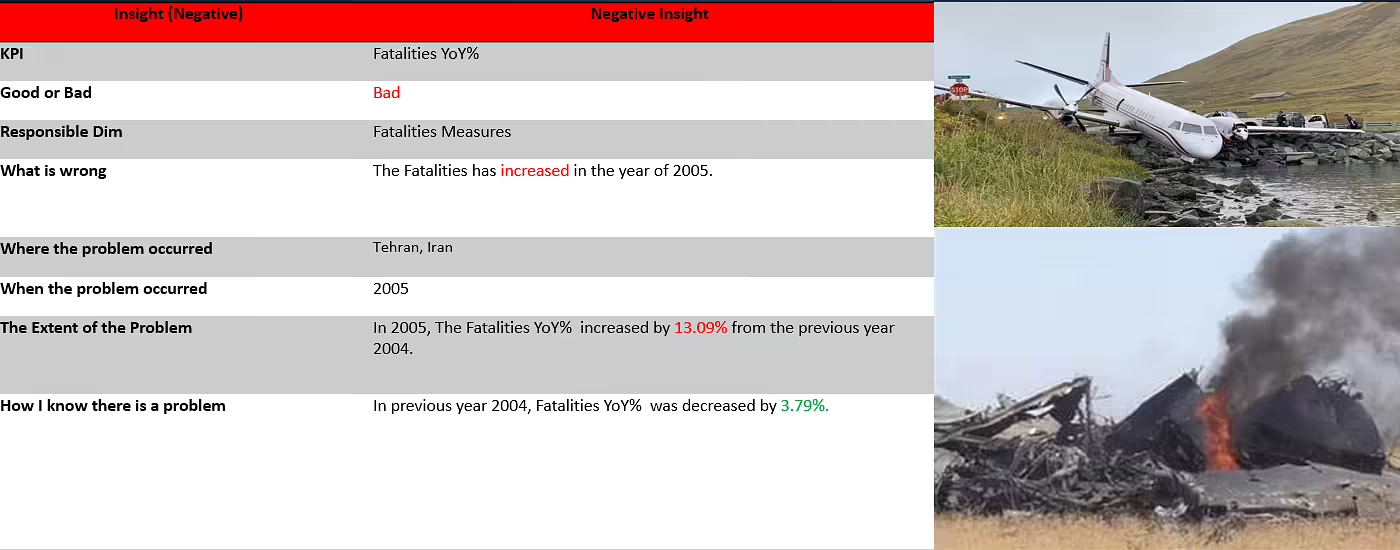 Insight (Negative) Negative Insight
KPI Fatalities YoY%
Good or Bad Bad
Responsible Dim Fatalities Measures
What is wrong The Fatalities has increased in the year of 2005.
Where the problem occurred Tehran, Iran
When the problem occurred 2005
The Extent of the Problem In 2005, The Fatalities YoY%  increased by 13.09% from the previous year
2004.
How I know there is a problem In previous year 2004, Fatalities YoY%  was decreased by 3.79%.
STOP